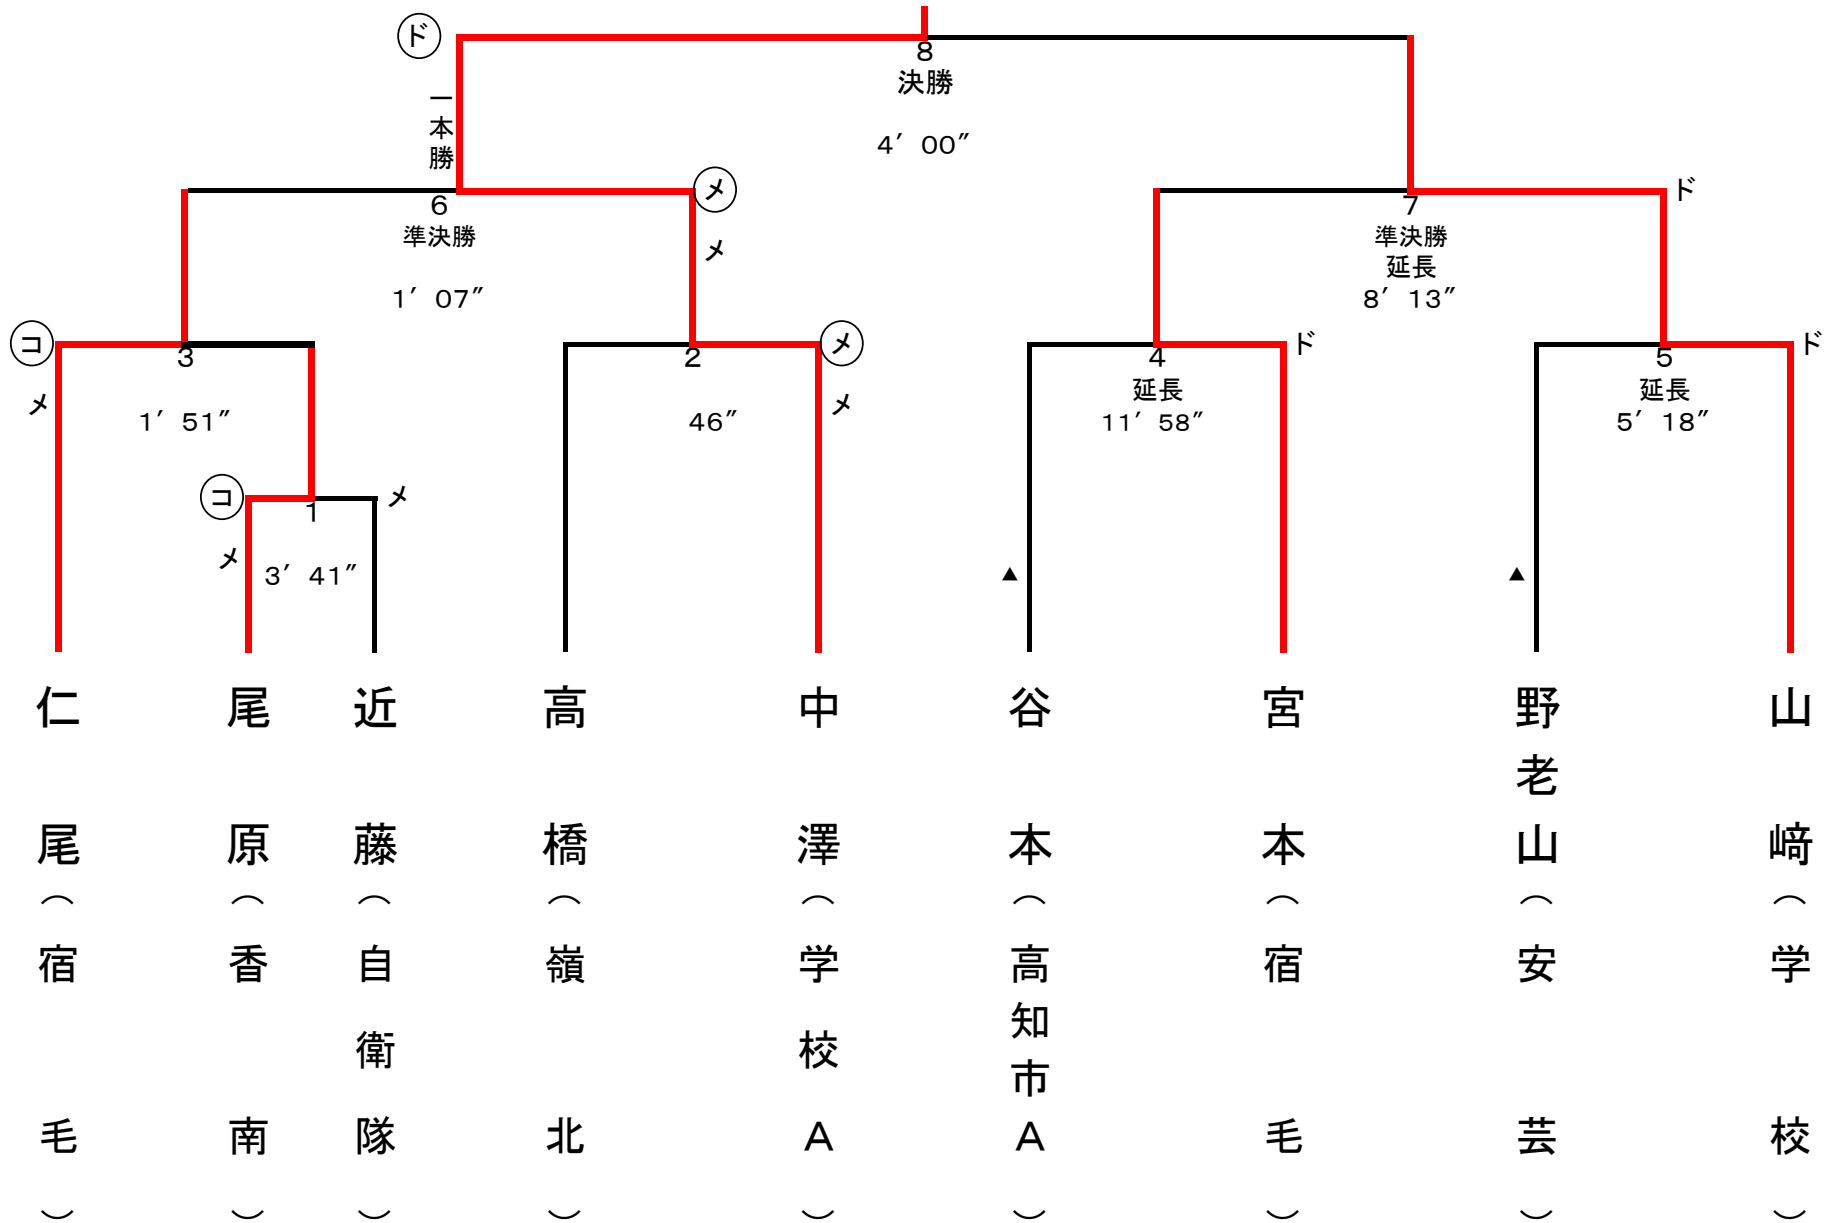 ド
8
決勝
4′00″
一本勝
6
準決勝
1′07″
メ
メ
7
準決勝
延長
8′13″
ド
コ
メ
3
1′51″
2
46″
メ
メ
4
延長
11′58″
ド
5
延長
5′18″
ド
コ
メ
1
3′41″
メ
▲
▲
仁尾(宿毛)
尾原(香南)
近藤(自衛隊)
高橋(嶺北)
中澤(学校A)
谷本(高知市A)
宮本(宿毛)
野老山(安芸)
山﨑(学校)